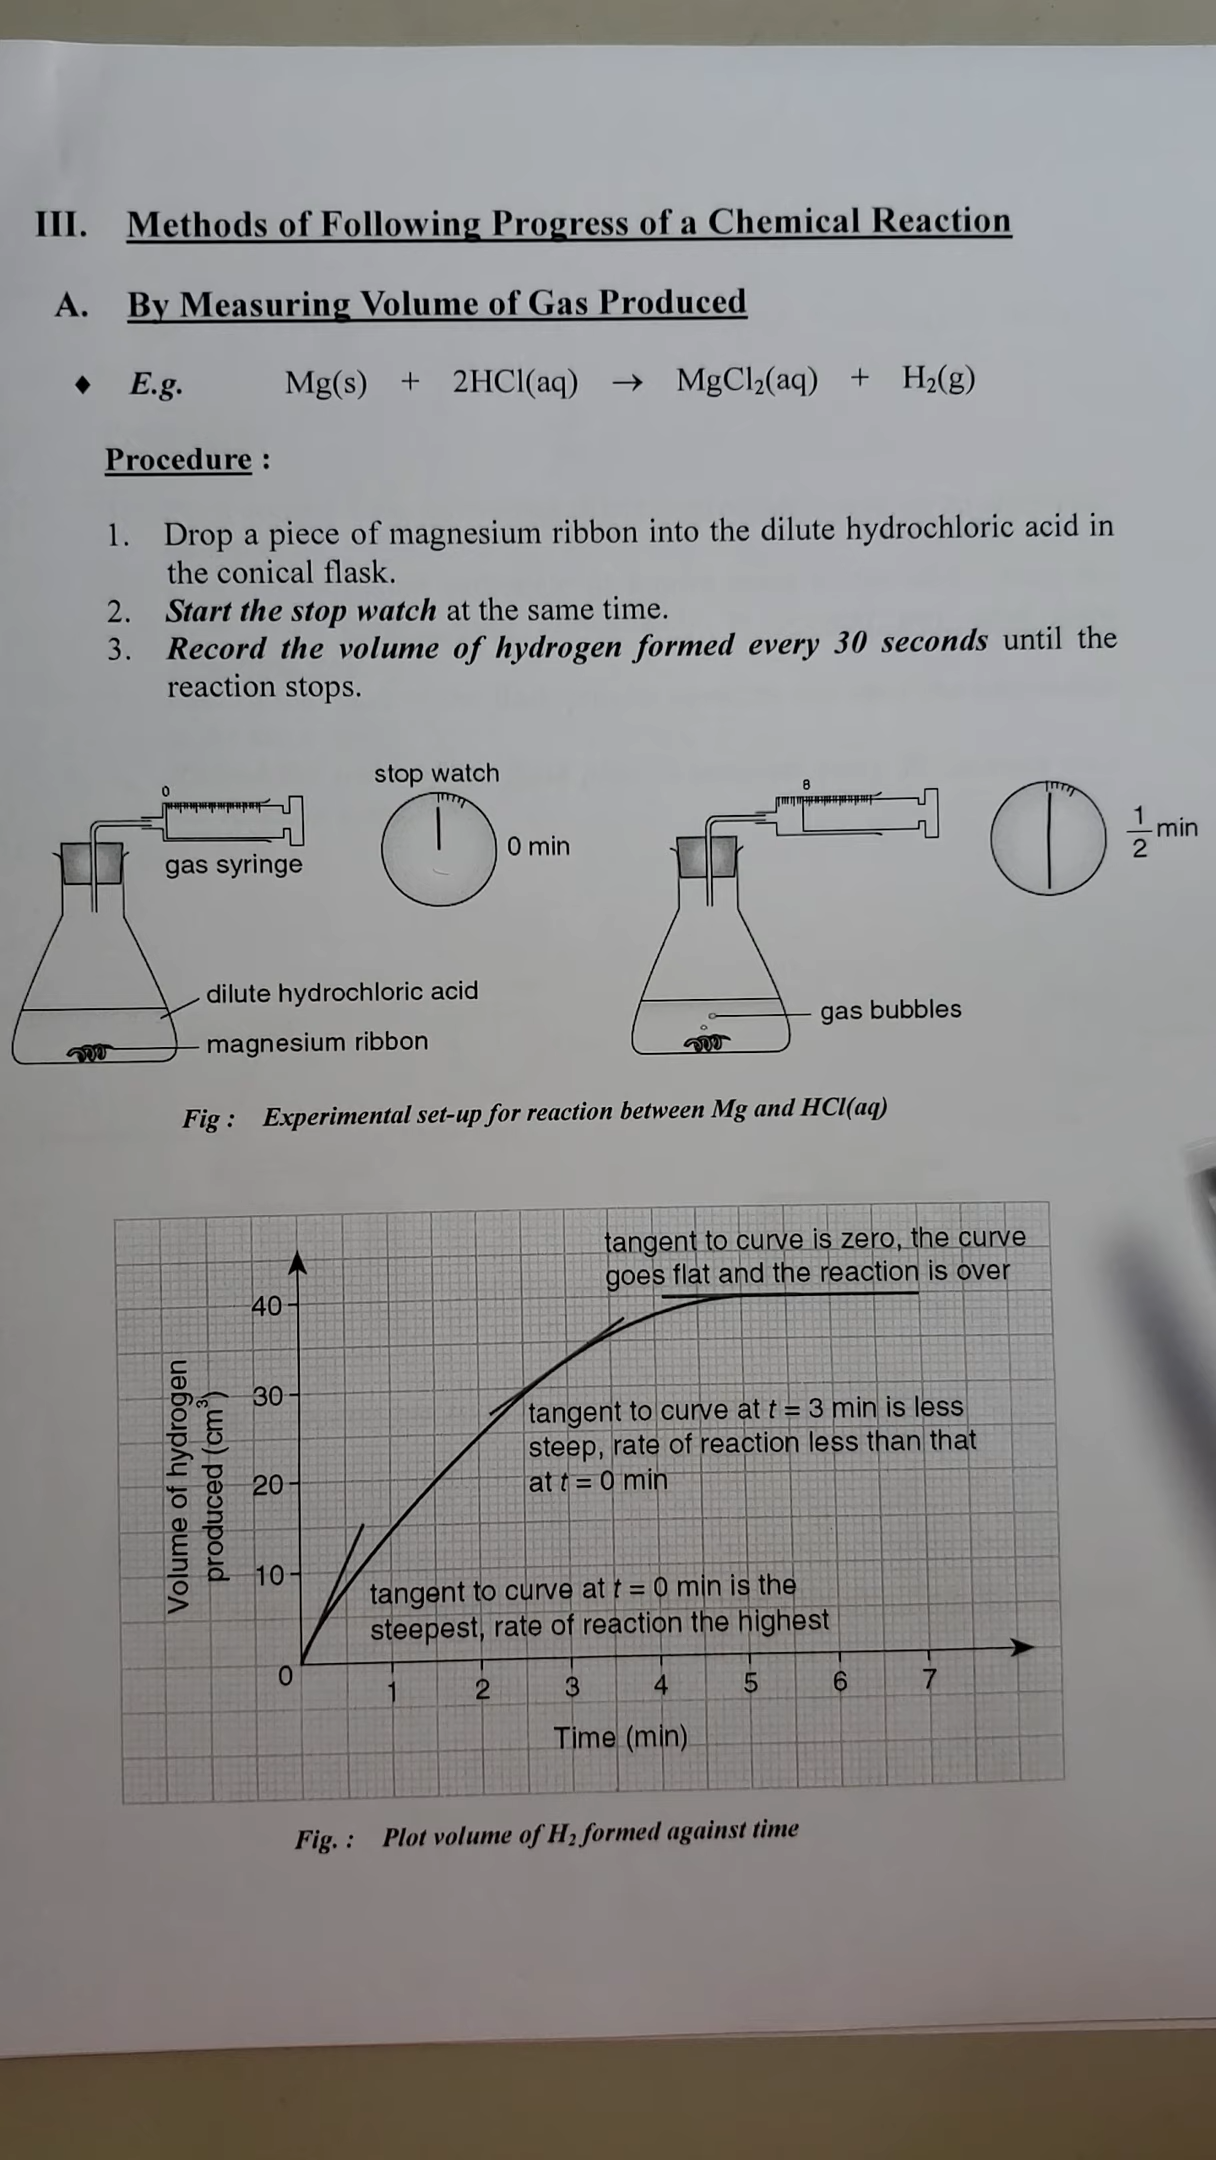 III. Methods of Following Progress of a Chemical Reaction
A. By Measuring Volume of Gas Produced
♦ E.g. Mg(s) + 2HCl(aq) → MgCl₂(aq) + H₂(g)
Procedure :
1. Drop a piece of magnesium ribbon into the dilute hydrochloric acid in
the conical flask.
2. Start the stop watch at the same time.
3. Record the volume of hydrogen formed every 30 seconds until the
reaction stops.
0
gas syringe
stop watch
0 min
dilute hydrochloric acid
magnesium ribbon
8
1/2 min
gas bubbles
Fig : Experimental set-up for reaction between Mg and HCl(aq)
Volume of hydrogen
produced (cm³)
40
30
20
10
0
tangent to curve is zero, the curve
goes flat and the reaction is over
tangent to curve at t = 3 min is less
steep, rate of reaction less than that
at t = 0 min
tangent to curve at t = 0 min is the
steepest, rate of reaction the highest
1 2 3 4 5 6 7
Time (min)
Fig. : Plot volume of H₂ formed against time